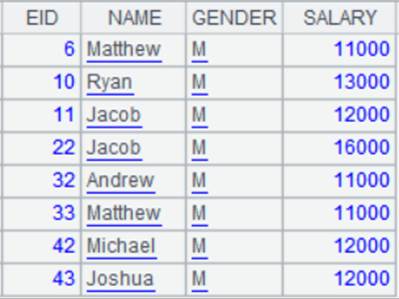 EID NAME GENDER SALARY
6 Matthew M 11000
10 Ryan M 13000
11 Jacob M 12000
22 Jacob M 16000
32 Andrew M 11000
33 Matthew M 11000
42 Michael M 12000
43 Joshua M 12000